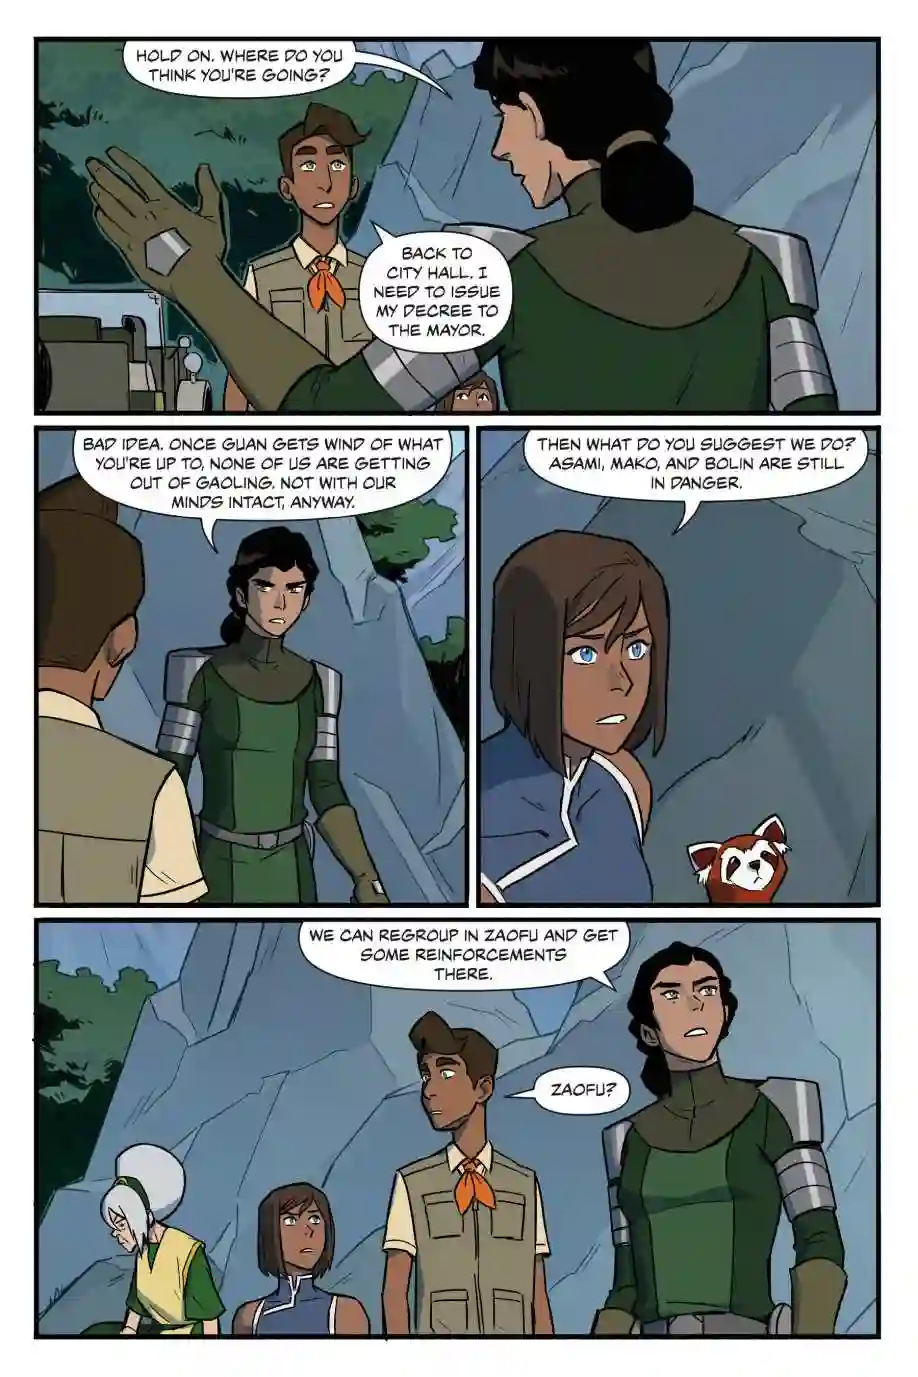 HOLD ON. WHERE DO YOU
THINK YOU'RE GOING?
BACK TO
CITY HALL. I
NEED TO ISSUE
MY DECREE TO
THE MAYOR.
BAD IDEA. ONCE GUAN GETS WIND OF WHAT
YOU'RE UP TO, NONE OF US ARE GETTING
OUT OF GAOLING. NOT WITH OUR
MINDS INTACT, ANYWAY.
THEN WHAT DO YOU SUGGEST WE DO?
ASAMI, MAKO, AND BOLIN ARE STILL
IN DANGER.
WE CAN REGROUP IN ZAOFU AND GET
SOME REINFORCEMENTS
THERE.
ZAOFU?